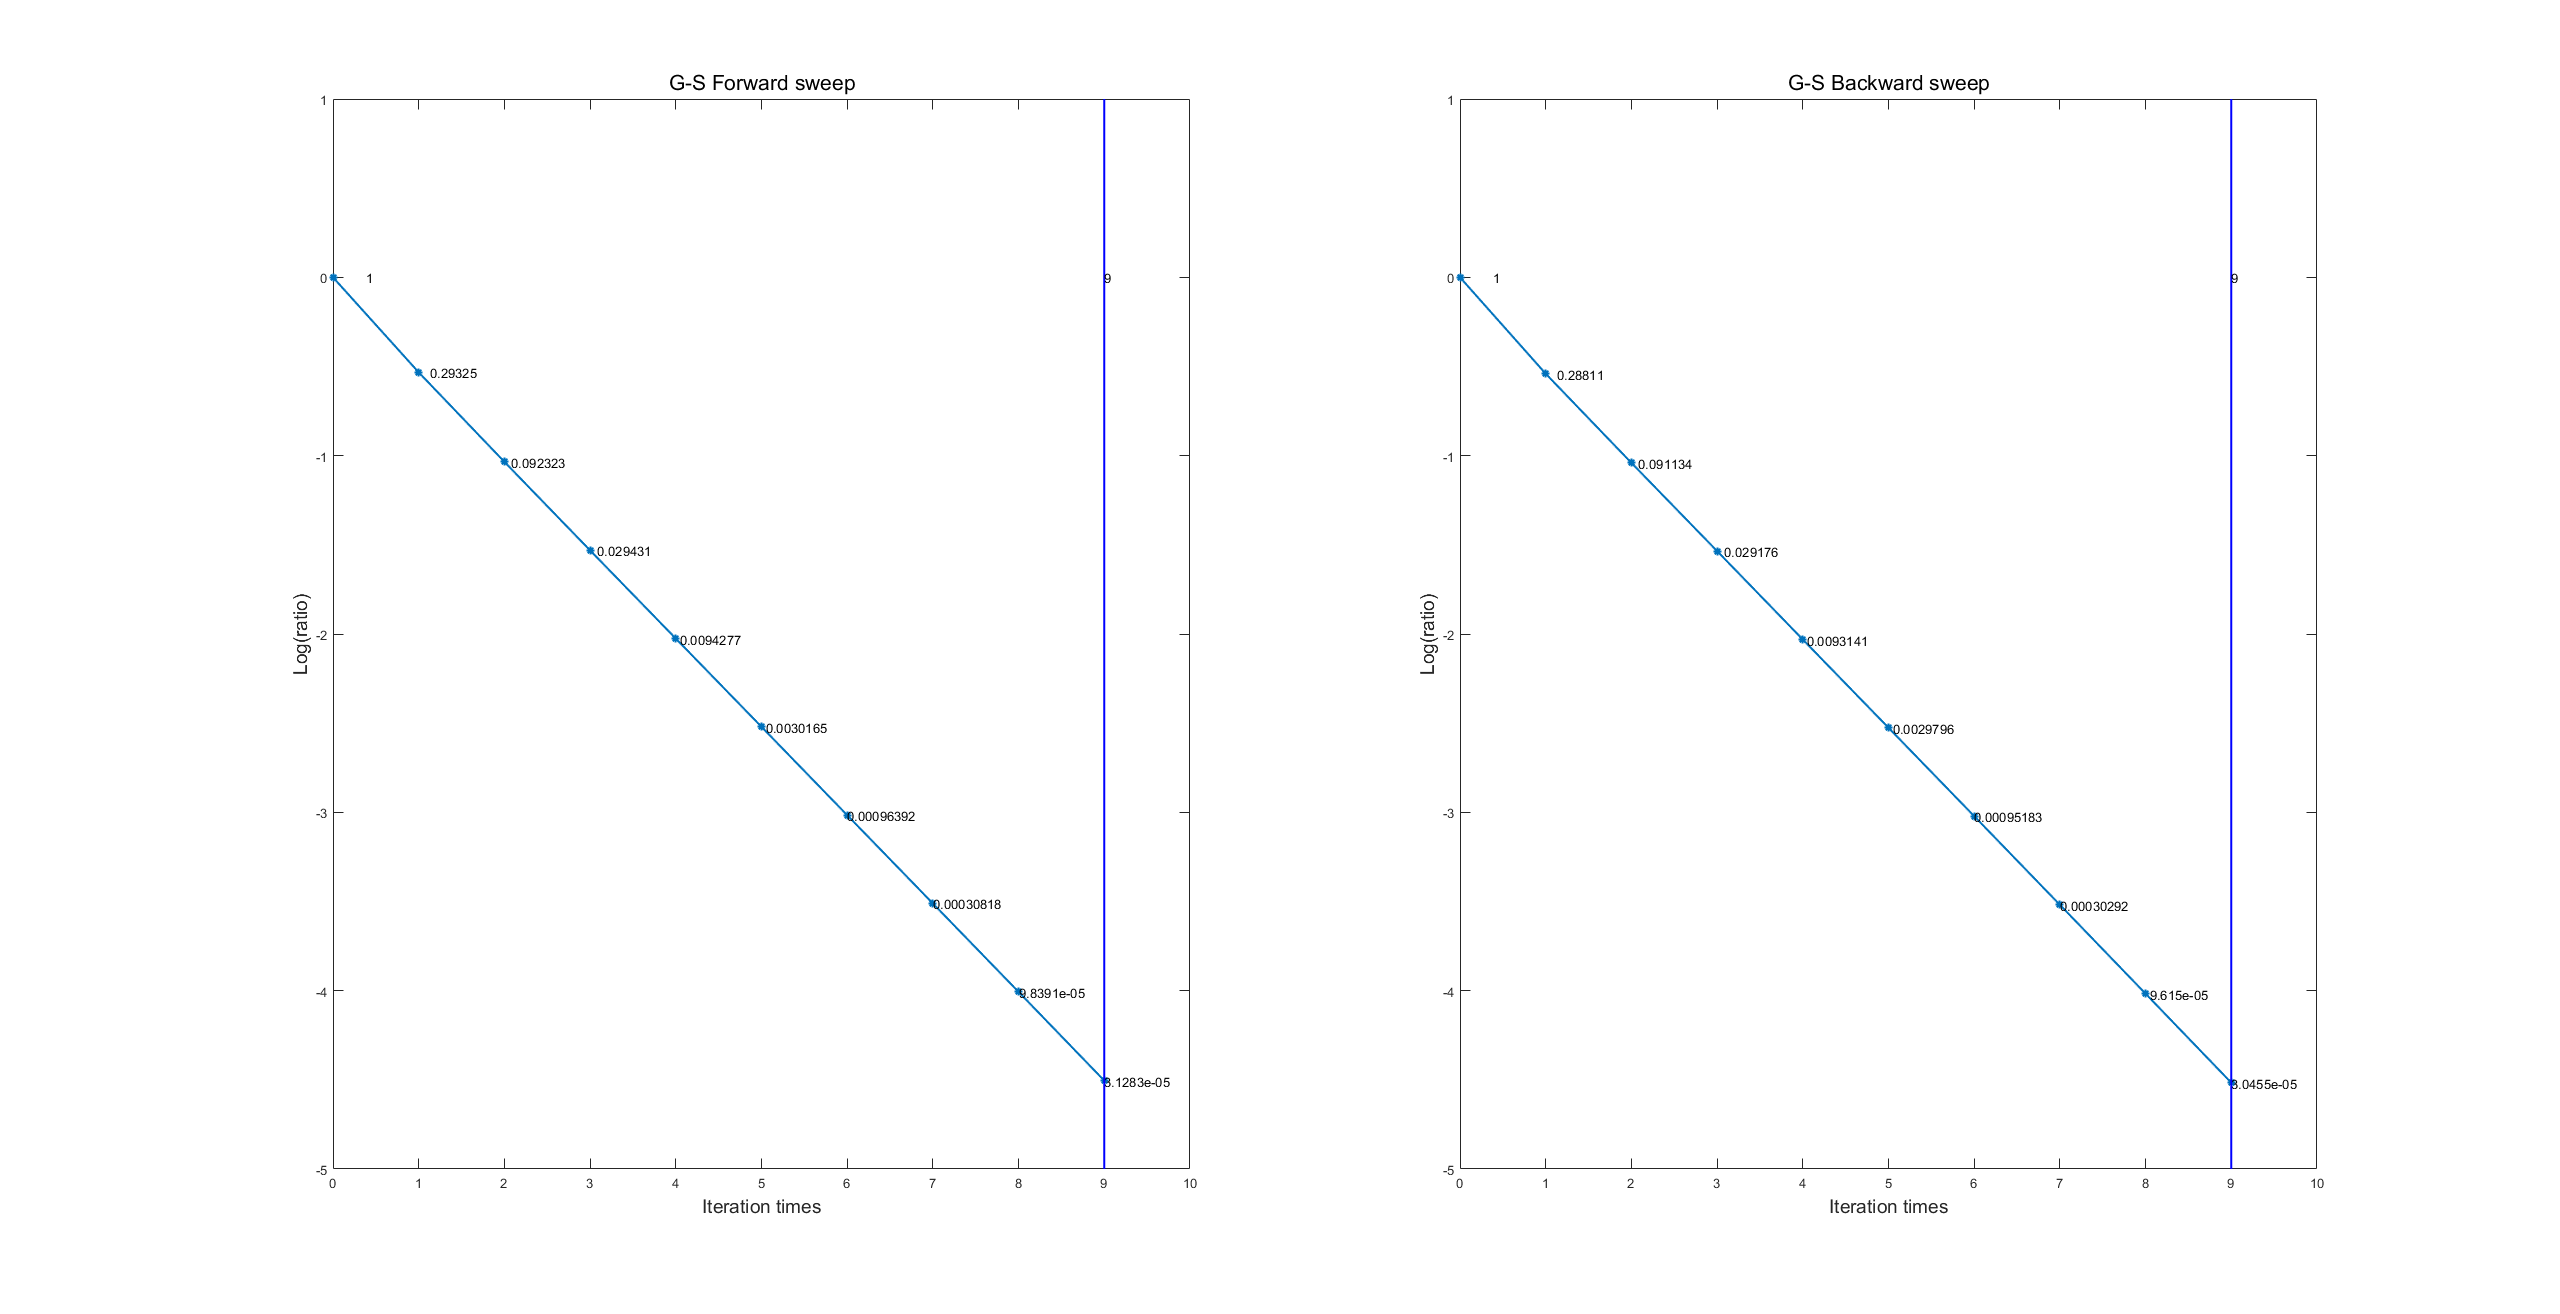 G-S Forward sweep
1
0
1
9
0.29325
-1
0.092323
0.029431
-2
0.0094277
0.0030165
-3
0.00096392
0.00030818
-4
9.8391e-05
3.1283e-05
-5
0 1 2 3 4 5 6 7 8 9 10
Log(ratio)
Iteration times
G-S Backward sweep
1
0
1
9
0.28811
-1
0.091134
0.029176
-2
0.0093141
0.0029796
-3
0.00095183
0.00030292
-4
9.615e-05
3.0455e-05
-5
0 1 2 3 4 5 6 7 8 9 10
Log(ratio)
Iteration times